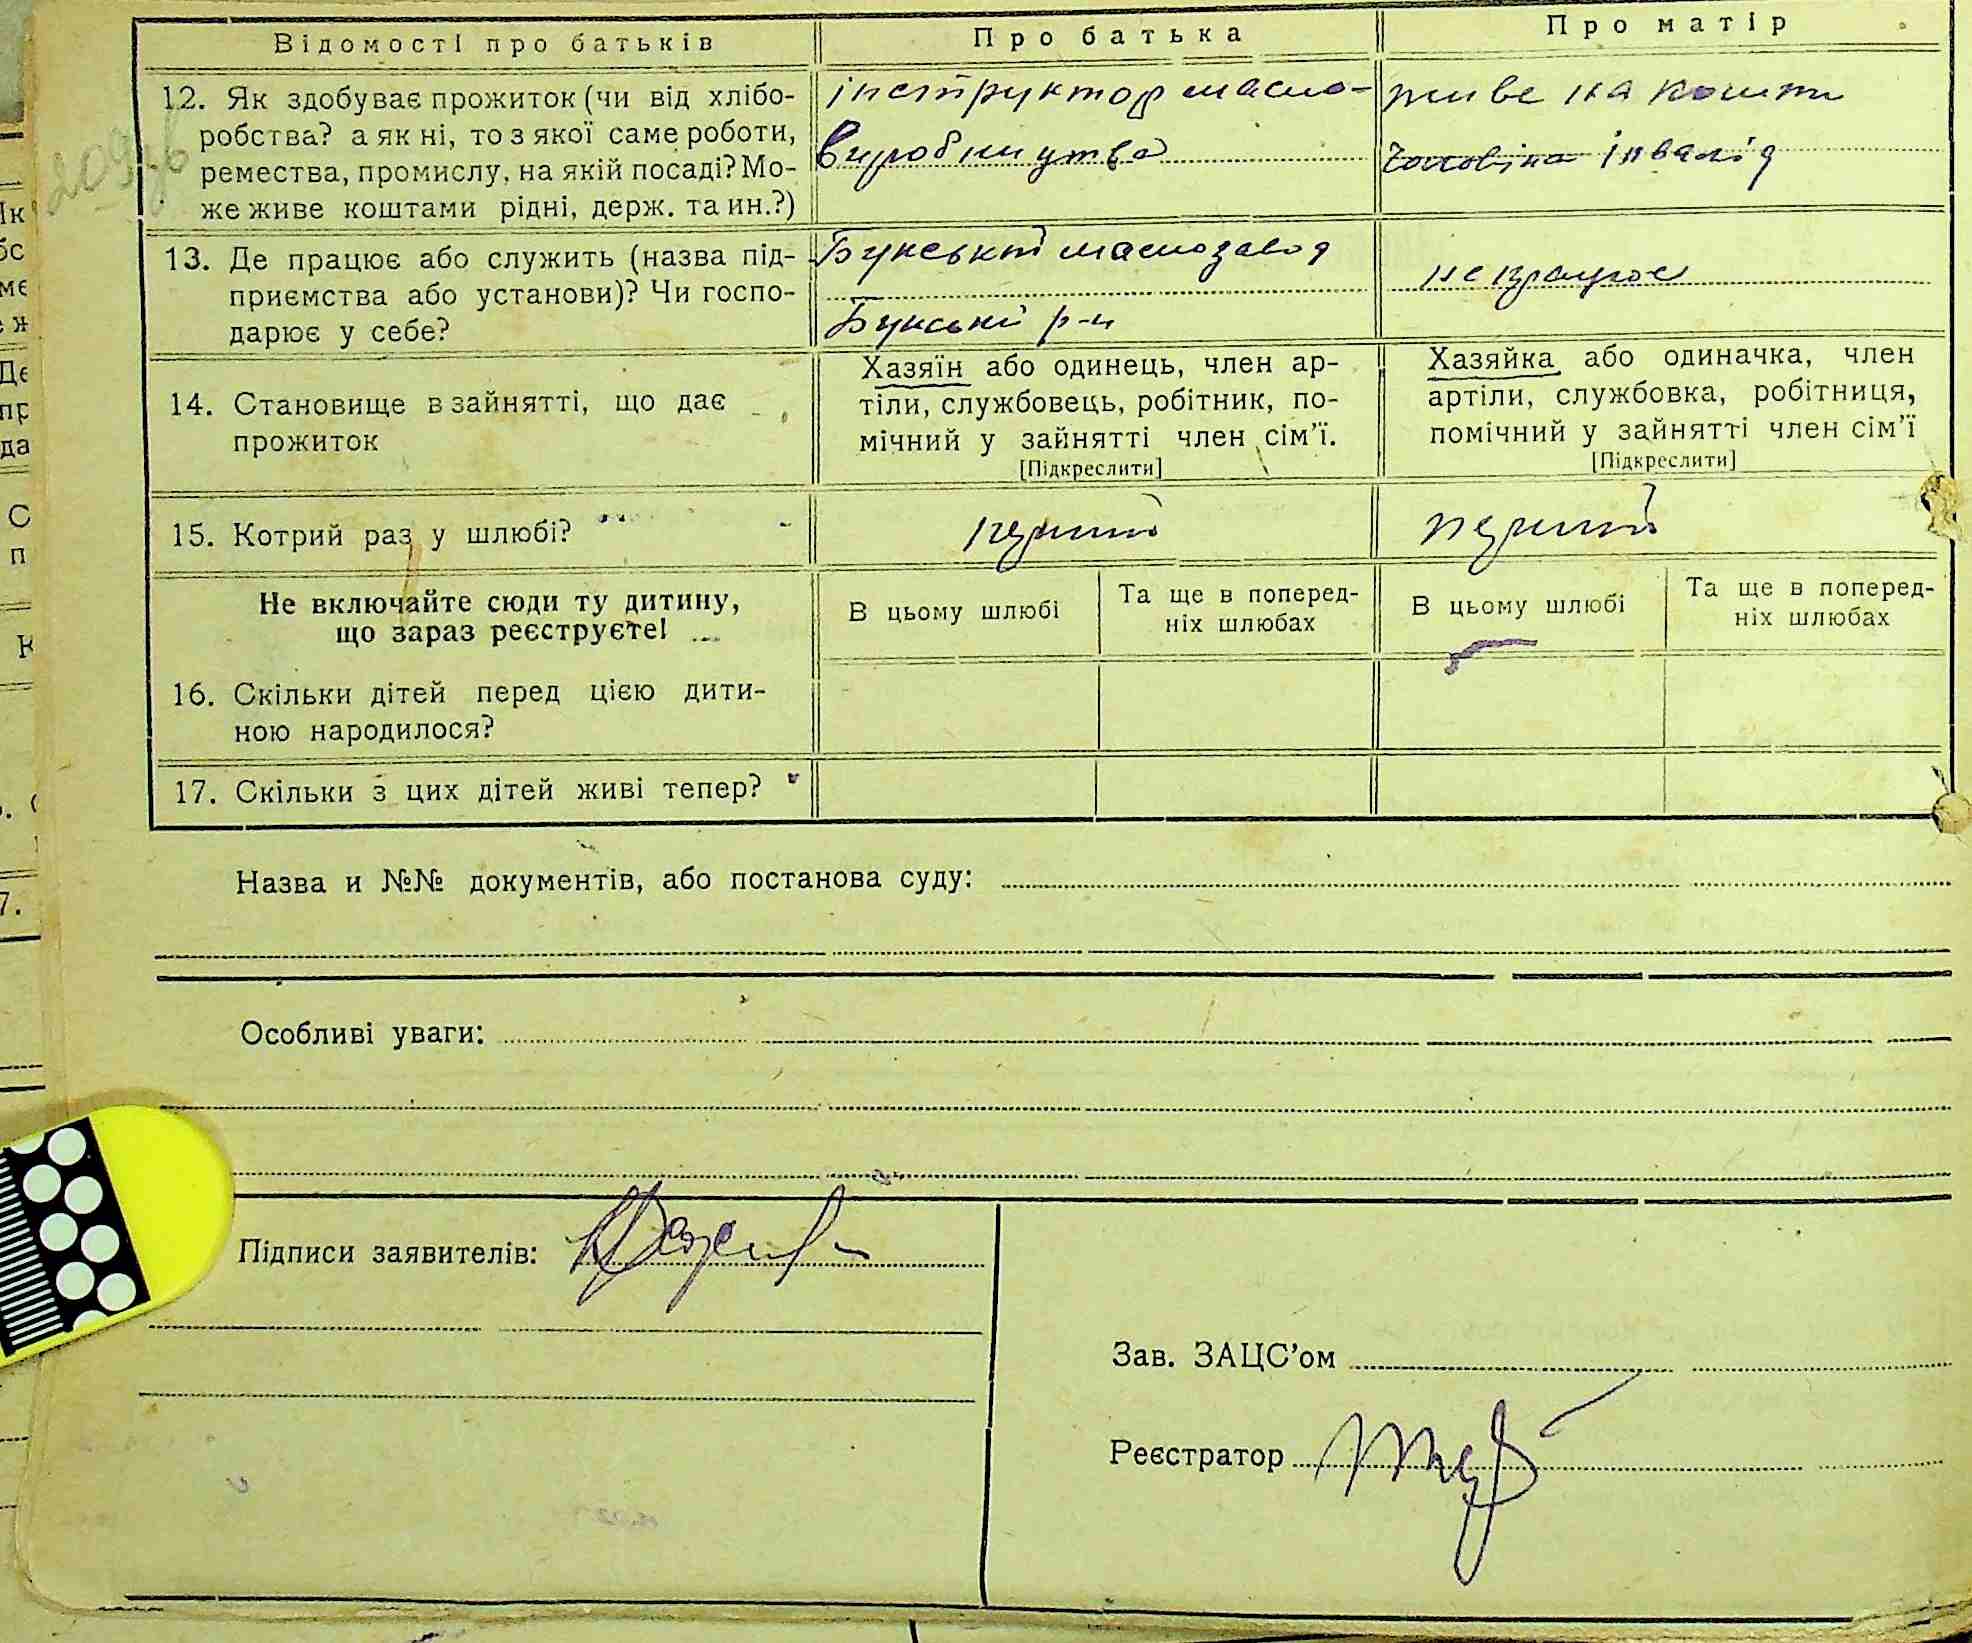 Відомості про батьків Про батька Про матір
12. Як здобуває прожиток (чи від хлібо-
робства? а як ні, то з якої саме роботи,
ремества, промислу, на якій посаді? Мо-
же живе коштами рідні, держ. та ин.?)
інструктор масло-
виробництва
живе на кошти
чоловіка інвалід
13. Де працює або служить (назва під-
приємства або установи)? Чи госпо-
дарює у себе?
Букський маслозавод
Букський р-н
не працює
14. Становище в зайнятті, що дає
прожиток
Хазяїн або одинець, член ар-
тіли, службовець, робітник, по-
мічний у зайнятті член сім’ї.
[Підкреслити]
Хазяйка або одиначка, член
артіли, службовка, робітниця,
помічний у зайнятті член сім’ї
[Підкреслити]
15. Котрий раз у шлюбі? перший перший
Не включайте сюди ту дитину,
що зараз реєструєте!
В цьому шлюбі
Та ще в поперед-
ніх шлюбах
В цьому шлюбі
Та ще в поперед-
ніх шлюбах
16. Скільки дітей перед цією дити-
ною народилося?
17. Скільки з цих дітей живі тепер?
Назва и №№ документів, або постанова суду:
Особливі уваги:
Підписи заявителів:
Зав. ЗАЦС’ом
Реєстратор